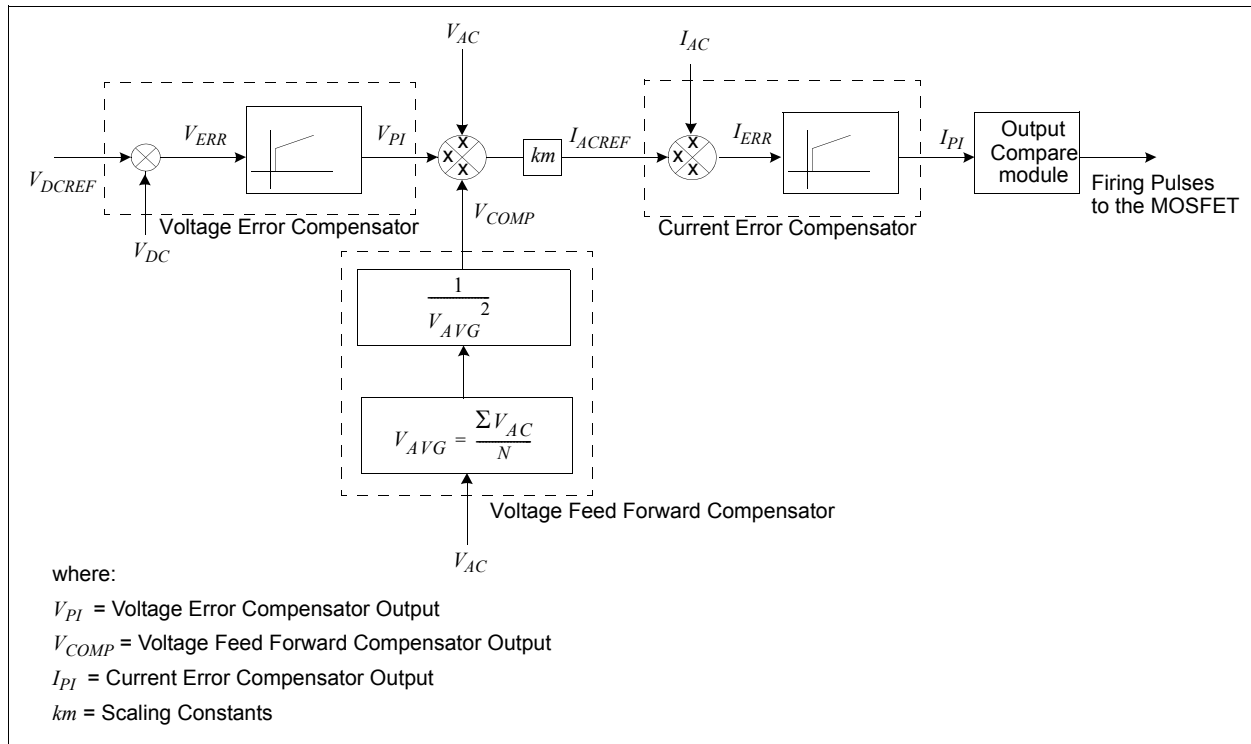 V_AC
I_AC
V_ERR
V_PI
X
X X
X
km
I_ACREF
X
X X
X
I_ERR
I_PI
Output
Compare
module
V_DCREF
V_DC
Voltage Error Compensator
V_COMP
Current Error Compensator
Firing Pulses
to the MOSFET
1
V_AVG^2
V_AVG = ΣV_AC / N
Voltage Feed Forward Compensator
V_AC
where:
V_PI = Voltage Error Compensator Output
V_COMP = Voltage Feed Forward Compensator Output
I_PI = Current Error Compensator Output
km = Scaling Constants